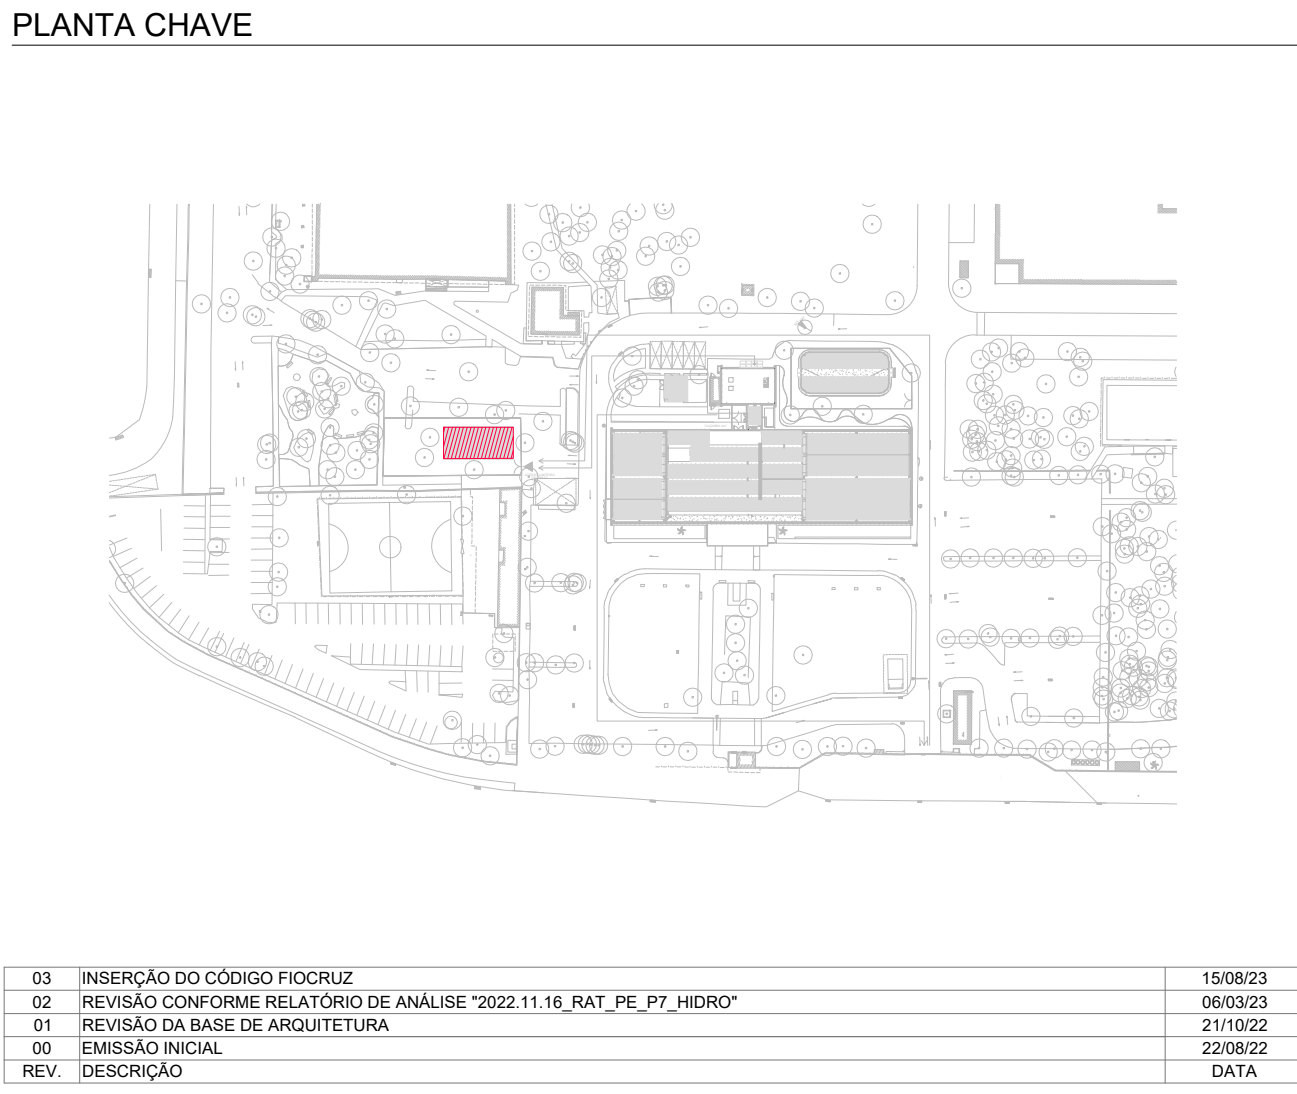 PLANTA CHAVE
03 INSERÇÃO DO CÓDIGO FIOCRUZ 15/08/23
02 REVISÃO CONFORME RELATÓRIO DE ANÁLISE "2022.11.16_RAT_PE_P7_HIDRO" 06/03/23
01 REVISÃO DA BASE DE ARQUITETURA 21/10/22
00 EMISSÃO INICIAL 22/08/22
REV. DESCRIÇÃO DATA